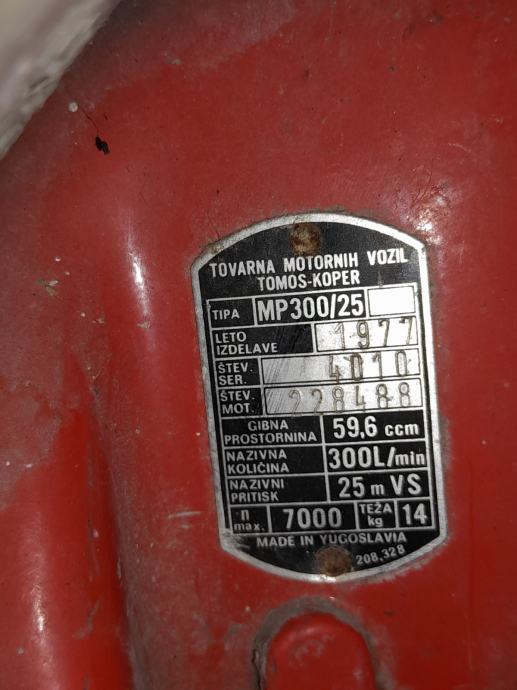 TOVARNA MOTORNIH VOZIL
TOMOS-KOPER
TIPA MP300/25
LETO IZDELAVE 1977
ŠTEV. SER. 4010
ŠTEV. MOT. 228488
GIBNA PROSTORNINA 59,6 ccm
NAZIVNA KOLIČINA 300L/min
NAZIVNI PRITISK 25 m VS
n max. 7000 TEŽA kg 14
MADE IN YUGOSLAVIA
208.328